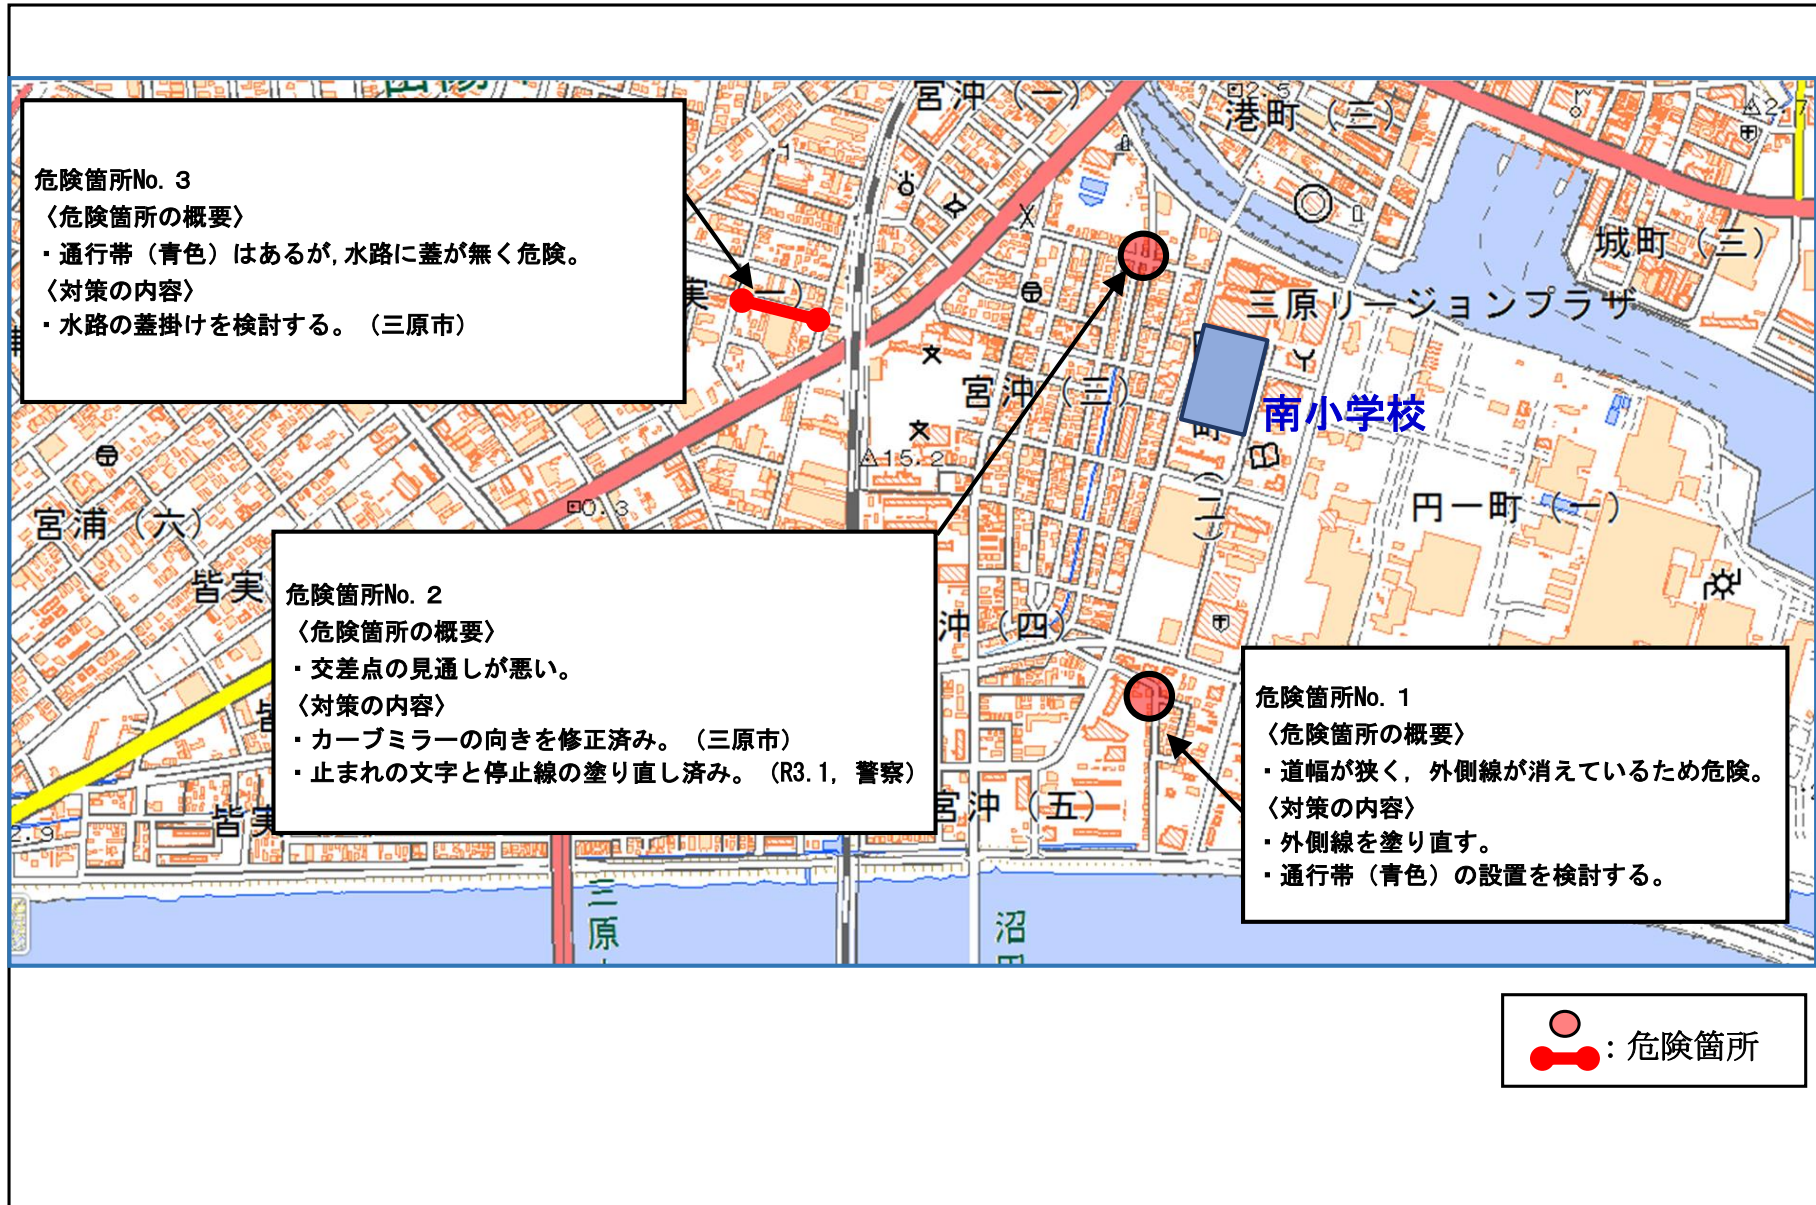 宮沖（一）
港町（三）
2.5
2.7
危険箇所No. 3
〈危険箇所の概要〉
・通行帯（青色）はあるが,水路に蓋が無く危険。
〈対策の内容〉
・水路の蓋掛けを検討する。（三原市）
城町（三）
実（一）
三原リージョンプラザ
宮沖（三）
南小学校
町（二）
15.2
円一町（一）
0.3
宮浦（六）
皆実
危険箇所No. 2
〈危険箇所の概要〉
・交差点の見通しが悪い。
〈対策の内容〉
・カーブミラーの向きを修正済み。（三原市）
・止まれの文字と停止線の塗り直し済み。（R3.1, 警察）
沖（四）
危険箇所No. 1
〈危険箇所の概要〉
・道幅が狭く, 外側線が消えているため危険。
〈対策の内容〉
・外側線を塗り直す。
・通行帯（青色）の設置を検討する。
宮沖（五）
皆実
2.9
三原
沼田
：危険箇所